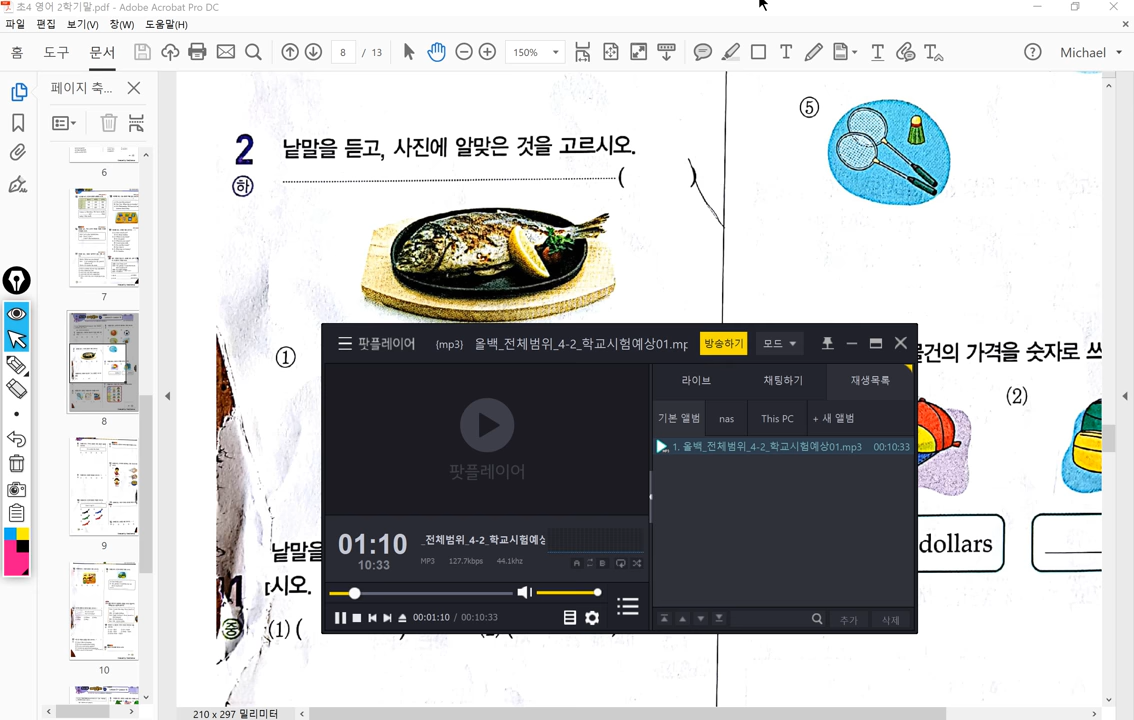 초4 영어 2학기말.pdf - Adobe Acrobat Pro DC
파일 편집 보기(V) 창(W) 도움말(H)
홈 도구 문서 8 / 13 150% Michael
페이지 축...
6
7
8
9
10
2 낱말을 듣고, 사진에 알맞은 것을 고르시오.
하 ( )
①
⑤
낱말을
시오.
중 (1) (
물건의 가격을 숫자로 쓰
(2)
dollars
팟플레이어 (mp3) 올백_전체범위_4-2_학교시험예상01.mp 방송하기 모드
라이브 채팅하기 재생목록
기본 앨범 nas This PC + 새 앨범
1. 올백_전체범위_4-2_학교시험예상01.mp3 00:10:33
팟플레이어
01:10 _전체범위_4-2_학교시험예상
10:33 MP3 127.7kbps 44.1khz A B
00:01:10 / 00:10:33
추가 삭제
210 x 297 밀리미터